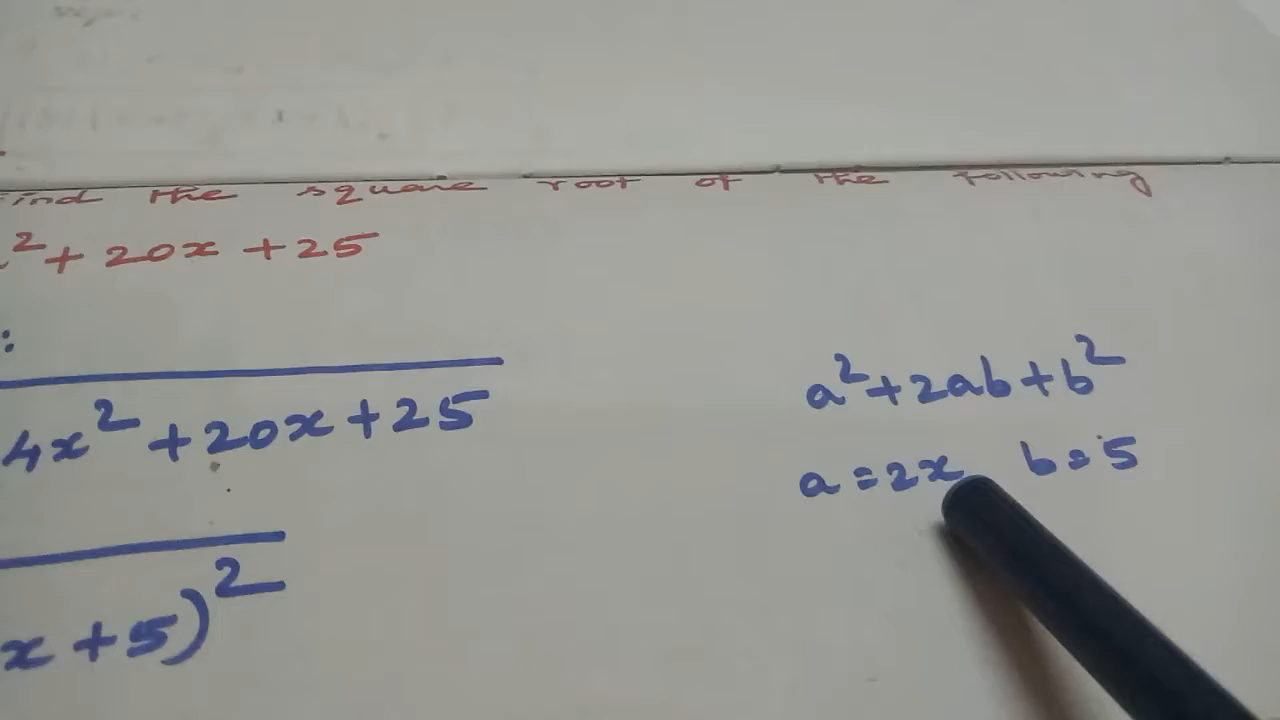 ind the square root of the following
² + 20x + 25
:
4x² + 20x + 25
a² + 2ab + b²
a = 2x b = 5
x + 5)²